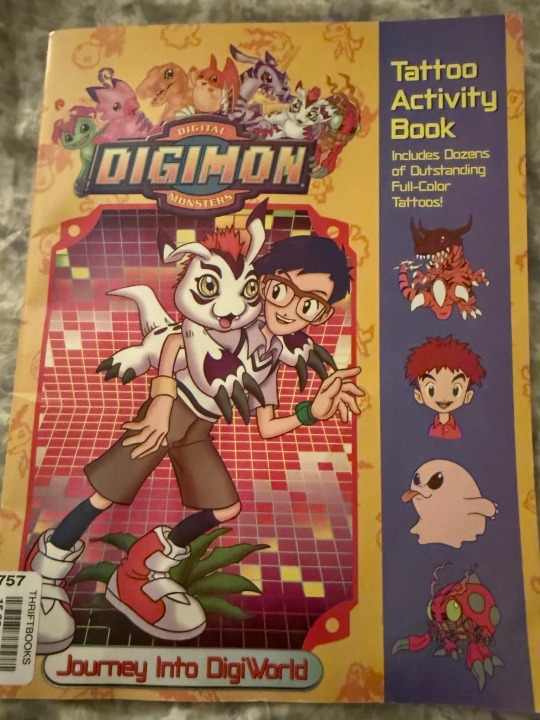 Tattoo
Activity
Book
Includes Dozens
of Outstanding
Full-Color
Tattoos!
DIGITAL
DIGIMON
MONSTERS
757
THRIFTBOOKS
Journey Into DigiWorld